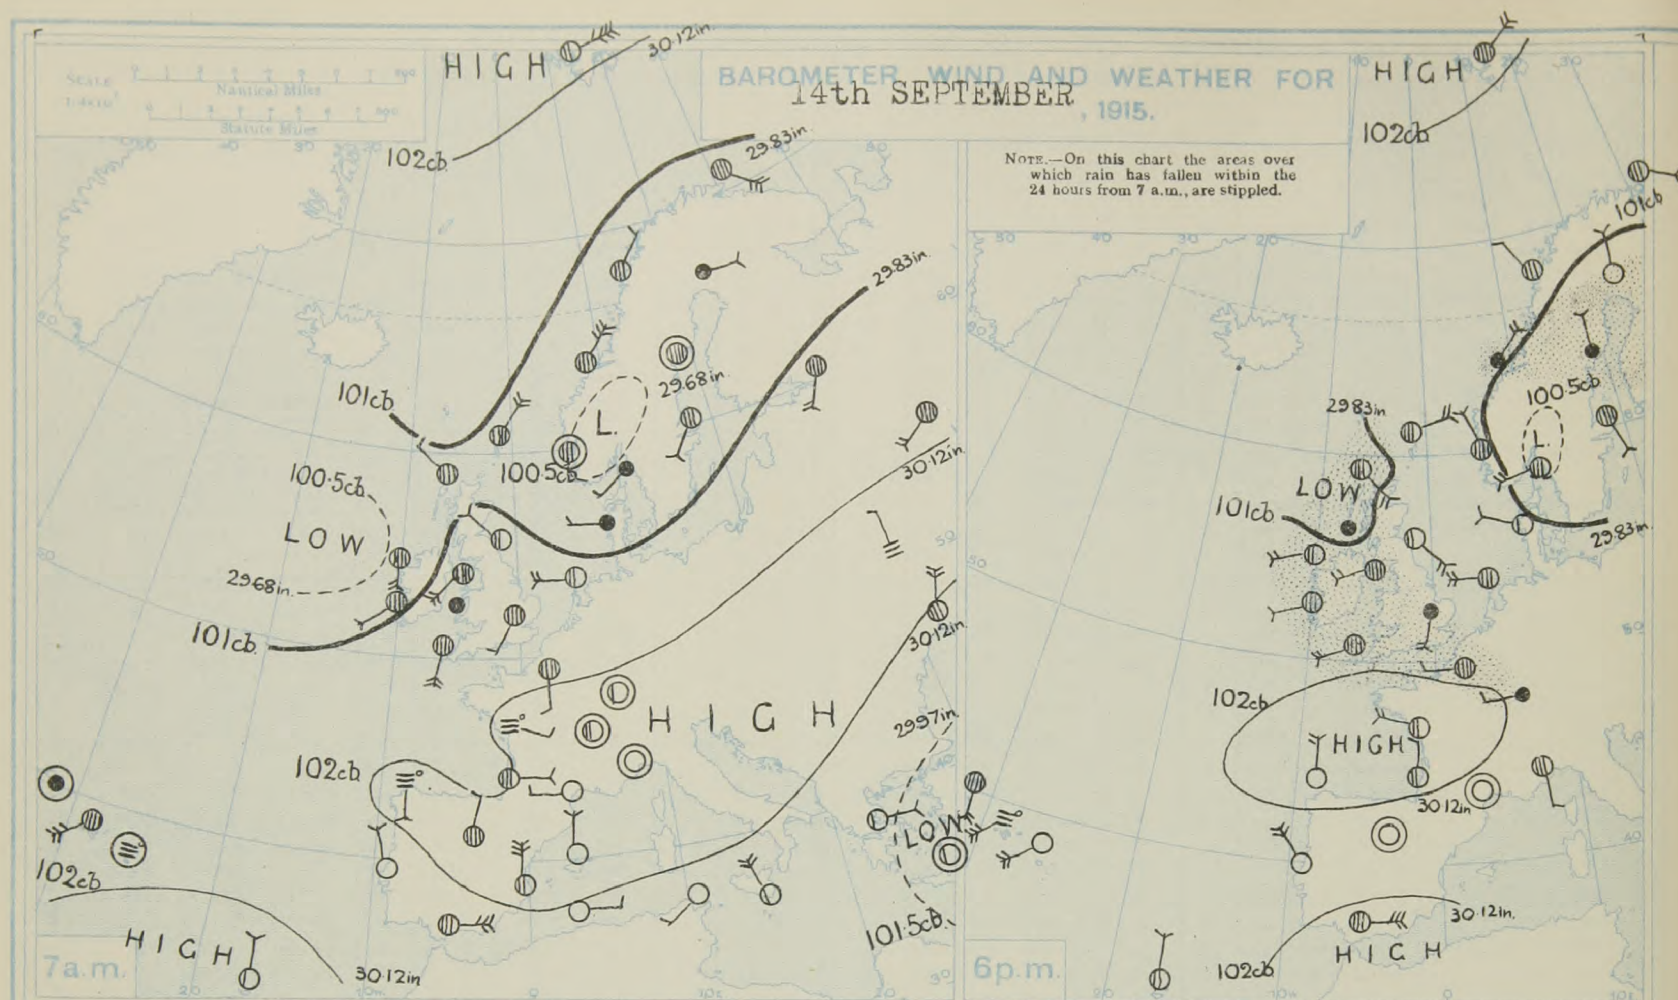 BAROMETER, WIND AND WEATHER FOR
14th SEPTEMBER, 1915.
NOTE.—On this chart the areas over
which rain has fallen within the
24 hours from 7 a.m., are stippled.
SCALE
Nautical Miles
Statute Miles
HIGH
30·12in.
102cb
29.83in.
29.83in.
101cb
29.68in.
L.
100·5cb
100·5cb
LOW
29.68in.
101cb
30·12in.
30·12in.
HIGH
102cb
29.97in.
LOW
101·5cb.
102cb
HIGH
30·12in
7a.m.
HIGH
102cb
101cb
100·5cb
L.
29.83in
LOW
101cb
29.83in.
102cb
HIGH
30·12in
30·12in.
HIGH
102cb
6p.m.